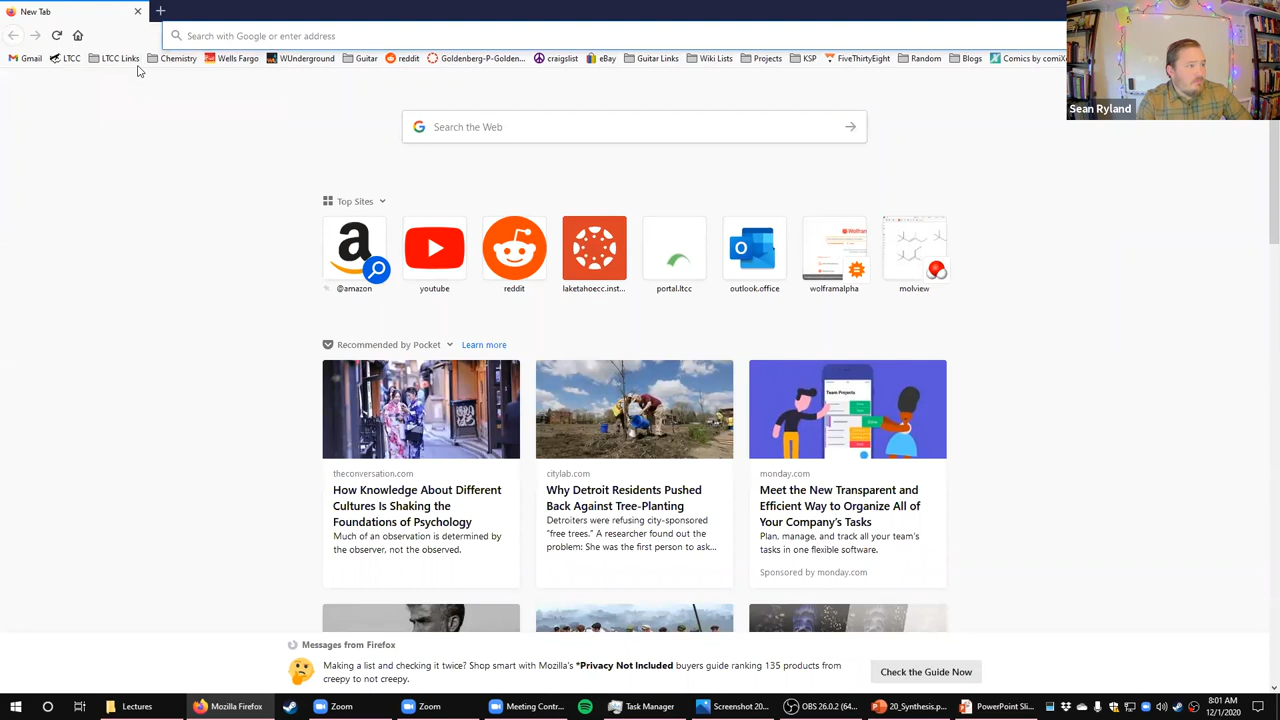 New Tab
Search with Google or enter address
Gmail
LTCC
LTCC Links
Chemistry
Wells Fargo
WUnderground
Guitar
reddit
Goldenberg-P-Golden...
craigslist
eBay
Guitar Links
Wiki Lists
Projects
KSP
FiveThirtyEight
Random
Blogs
Comics by comiX
Sean Ryland
Search the Web
Top Sites
@amazon
youtube
reddit
laketahoecc.inst...
portal.ltcc
outlook.office
wolframalpha
molview
Recommended by Pocket
Learn more
theconversation.com
How Knowledge About Different
Cultures Is Shaking the
Foundations of Psychology
Much of an observation is determined by
the observer, not the observed.
citylab.com
Why Detroit Residents Pushed
Back Against Tree-Planting
Detroiters were refusing city-sponsored
“free trees.” A researcher found out the
problem: She was the first person to ask...
Team Projects
monday.com
Meet the New Transparent and
Efficient Way to Organize All of
Your Company’s Tasks
Plan, manage, and track all your team's
tasks in one flexible software.
Sponsored by monday.com
Messages from Firefox
Making a list and checking it twice? Shop smart with Mozilla’s *Privacy Not Included buyers guide ranking 135 products from
creepy to not creepy.
Check the Guide Now
Lectures
Mozilla Firefox
Zoom
Zoom
Meeting Contr...
Task Manager
Screenshot 20...
OBS 26.0.2 (64...
20_Synthesis.p...
PowerPoint Sli...
8:01 AM
12/1/2020